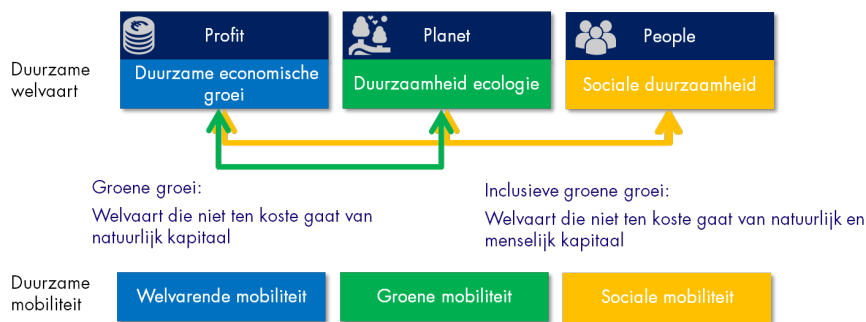 Profit
Planet
People
Duurzame
welvaart
Duurzame economische
groei
Duurzaamheid ecologie
Sociale duurzaamheid
Groene groei:
Welvaart die niet ten koste gaat van
natuurlijk kapitaal
Inclusieve groene groei:
Welvaart die niet ten koste gaat van natuurlijk en
menselijk kapitaal
Duurzame
mobiliteit
Welvarende mobiliteit
Groene mobiliteit
Sociale mobiliteit